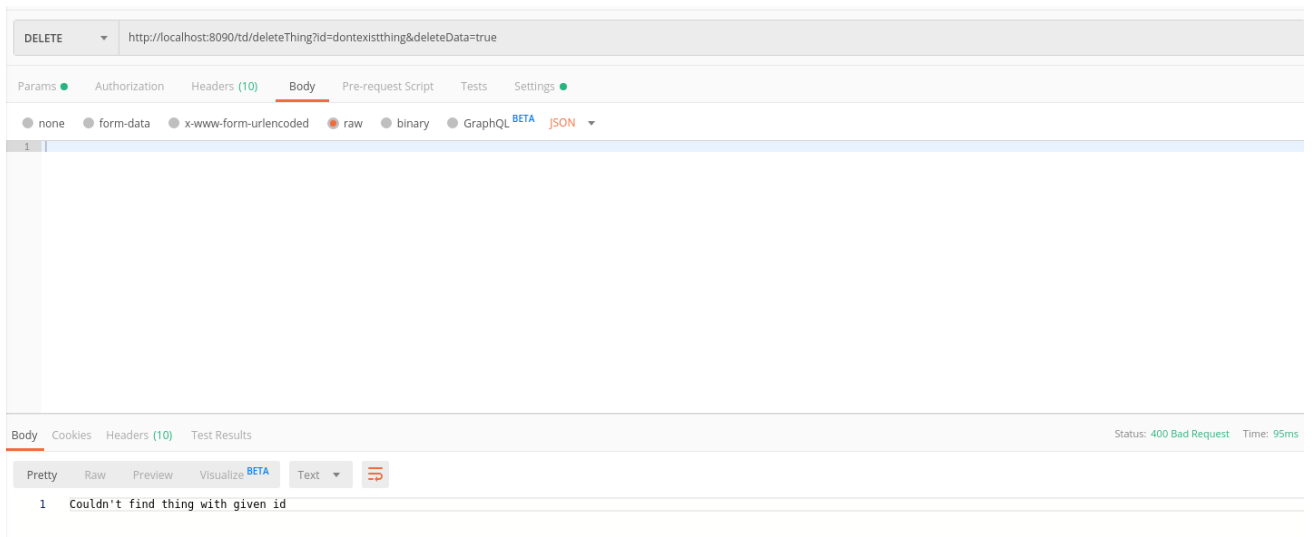 DELETE http://localhost:8090/td/deleteThing?id=dontexistthing&deleteData=true
Params Authorization Headers (10) Body Pre-request Script Tests Settings
none form-data x-www-form-urlencoded raw binary GraphQL BETA JSON
1
Body Cookies Headers (10) Test Results Status: 400 Bad Request Time: 95ms
Pretty Raw Preview Visualize BETA Text
1 Couldn't find thing with given id